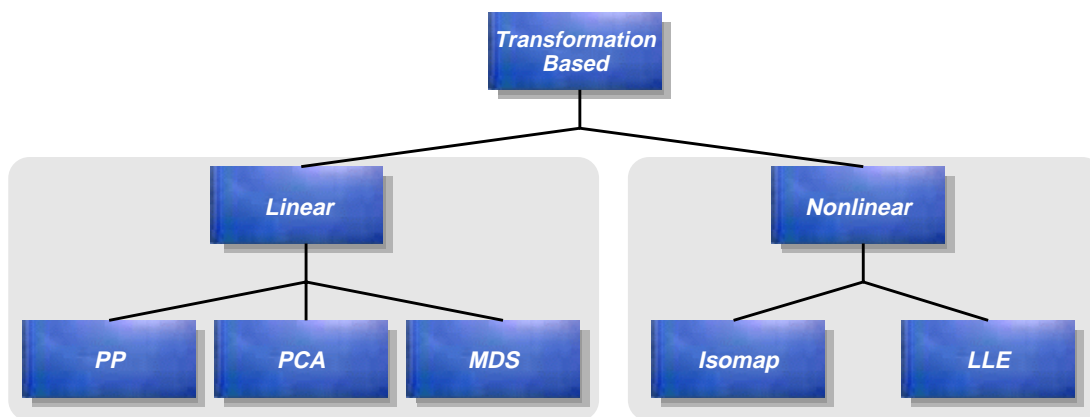 Transformation
Based
Linear
Nonlinear
PP
PCA
MDS
Isomap
LLE